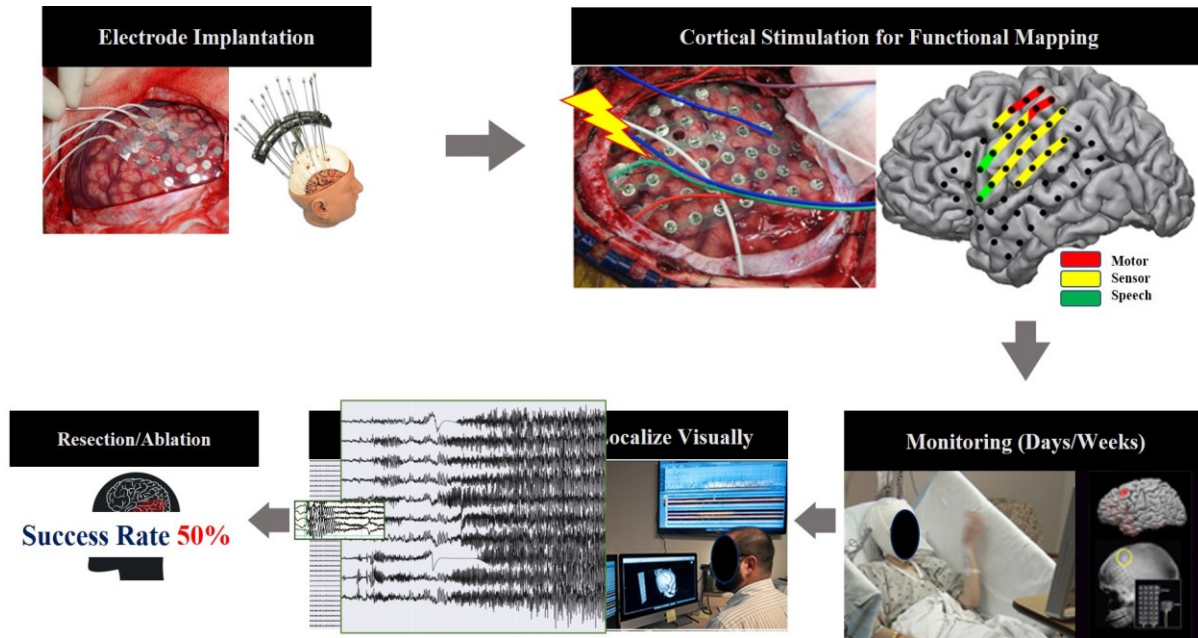 Electrode Implantation
Cortical Stimulation for Functional Mapping
Motor
Sensor
Speech
Resection/Ablation
Success Rate 50%
Localize Visually
Monitoring (Days/Weeks)